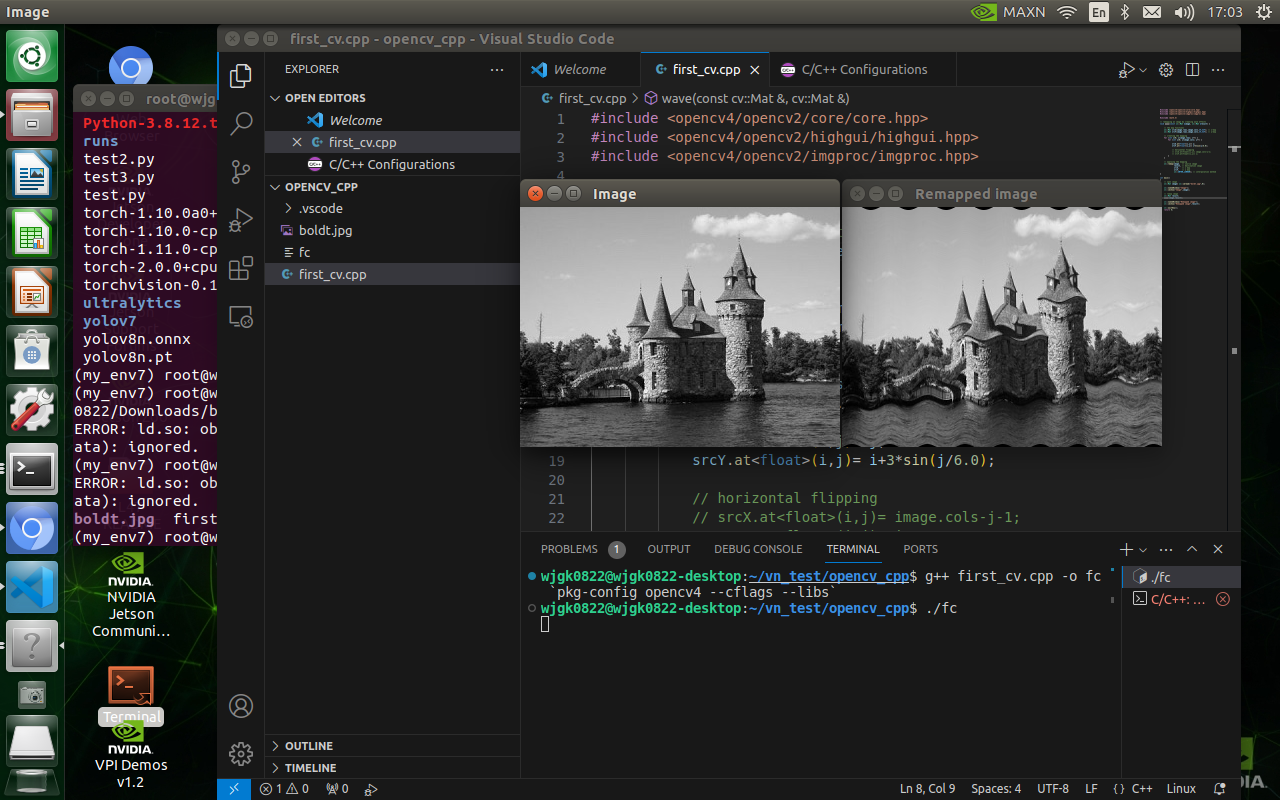 Image
MAXN
En
17:03
root@wjg
Python-3.8.12.t
runs
test2.py
test3.py
test.py
torch-1.10.0a0+
torch-1.10.0-cp
torch-1.11.0-cp
torch-2.0.0+cpu
torchvision-0.1
ultralytics
yolov7
yolov8n.onnx
yolov8n.pt
(my_env7) root@w
(my_env7) root@w
0822/Downloads/b
ERROR: ld.so: ob
ata): ignored.
(my_env7) root@w
ERROR: ld.so: ob
ata): ignored.
boldt.jpg first
(my_env7) root@w
NVIDIA.
NVIDIA
Jetson
Communi...
Terminal
NVIDIA.
VPI Demos
v1.2
first_cv.cpp - opencv_cpp - Visual Studio Code
EXPLORER
OPEN EDITORS
Welcome
first_cv.cpp
C/C++ Configurations
OPENCV_CPP
.vscode
boldt.jpg
fc
first_cv.cpp
OUTLINE
TIMELINE
Welcome
first_cv.cpp
C/C++ Configurations
first_cv.cpp > wave(const cv::Mat &, cv::Mat &)
1 #include <opencv4/opencv2/core/core.hpp>
2 #include <opencv4/opencv2/highgui/highgui.hpp>
3 #include <opencv4/opencv2/imgproc/imgproc.hpp>
4
Image
Remapped image
19 srcY.at<float>(i,j)= i+3*sin(j/6.0);
20
21 // horizontal flipping
22 // srcX.at<float>(i,j)= image.cols-j-1;
PROBLEMS 1 OUTPUT DEBUG CONSOLE TERMINAL PORTS
wjgk0822@wjgk0822-desktop:~/vn_test/opencv_cpp$ g++ first_cv.cpp -o fc
`pkg-config opencv4 --cflags --libs`
wjgk0822@wjgk0822-desktop:~/vn_test/opencv_cpp$ ./fc
./fc
C/C++: ...
1 0 0
Ln 8, Col 9 Spaces: 4 UTF-8 LF {} C++ Linux